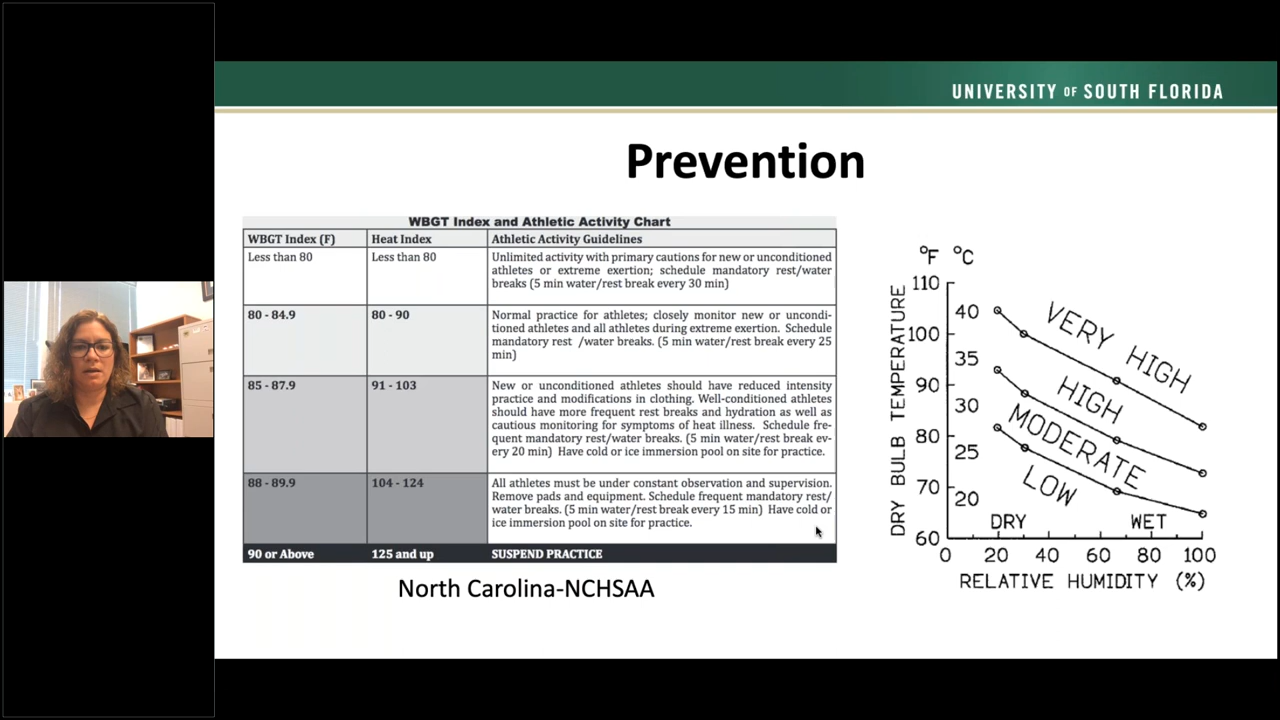 UNIVERSITY OF SOUTH FLORIDA
Prevention
WBGT Index and Athletic Activity Chart
WBGT Index (F) Heat Index Athletic Activity Guidelines
Less than 80 Less than 80 Unlimited activity with primary cautions for new or unconditioned
athletes or extreme exertion; schedule mandatory rest/water
breaks (5 min water/rest break every 30 min)
80 - 84.9 80 - 90 Normal practice for athletes; closely monitor new or uncondi-
tioned athletes and all athletes during extreme exertion. Schedule
mandatory rest /water breaks. (5 min water/rest break every 25
min)
85 - 87.9 91 - 103 New or unconditioned athletes should have reduced intensity
practice and modifications in clothing. Well-conditioned athletes
should have more frequent rest breaks and hydration as well as
cautious monitoring for symptoms of heat illness. Schedule fre-
quent mandatory rest/water breaks. (5 min water/rest break ev-
ery 20 min) Have cold or ice immersion pool on site for practice.
88 - 89.9 104 - 124 All athletes must be under constant observation and supervision.
Remove pads and equipment. Schedule frequent mandatory rest/
water breaks. (5 min water/rest break every 15 min) Have cold or
ice immersion pool on site for practice.
90 or Above 125 and up SUSPEND PRACTICE
North Carolina-NCHSAA
°F °C
110
40
100
35
90
30
80
25
70
20
60
DRY BULB TEMPERATURE
VERY HIGH
HIGH
MODERATE
LOW
DRY WET
0 20 40 60 80 100
RELATIVE HUMIDITY (%)